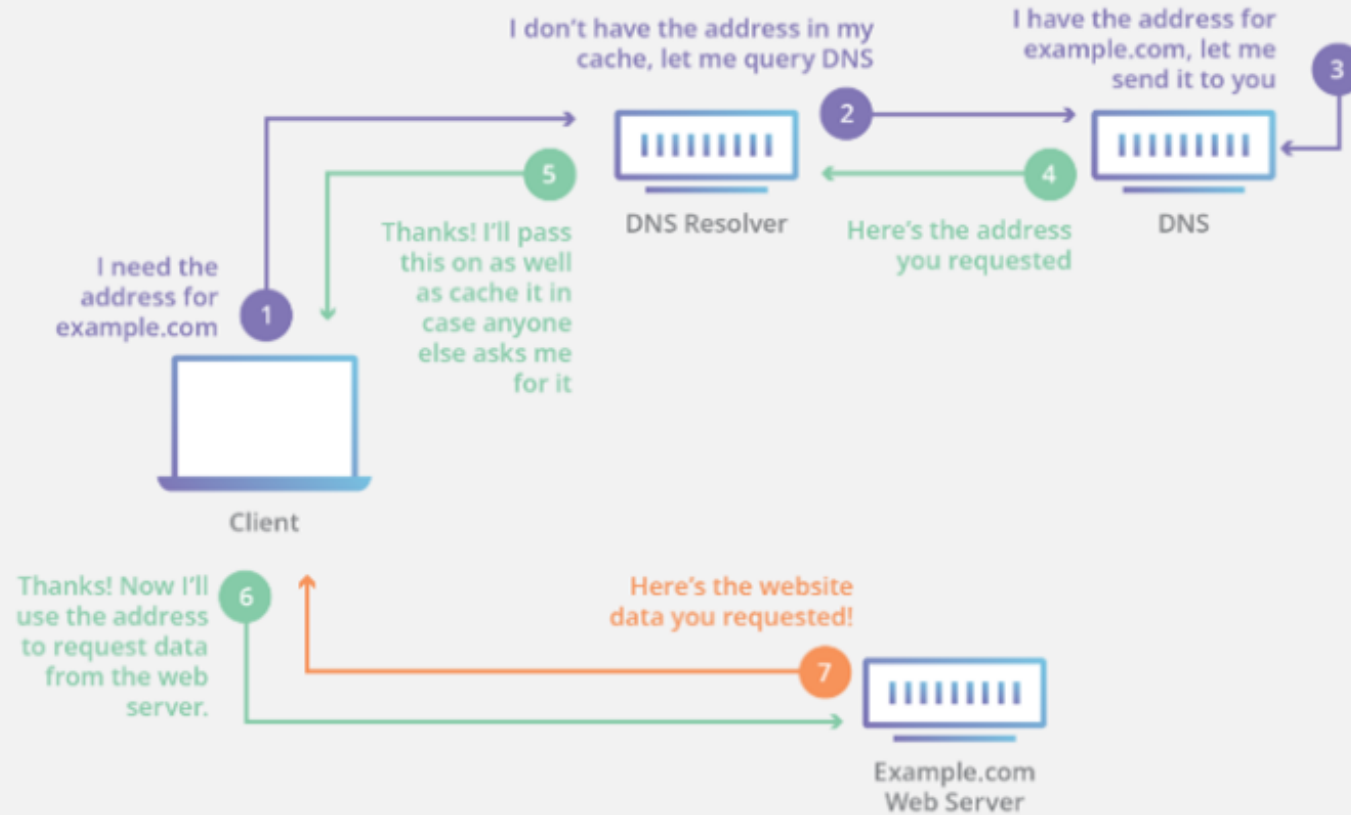 I don't have the address in my
cache, let me query DNS
I have the address for
example.com, let me
send it to you
3
2
5
4
DNS Resolver
DNS
Thanks! I'll pass
this on as well
as cache it in
case anyone
else asks me
for it
Here's the address
you requested
I need the
address for
example.com
1
Client
Thanks! Now I'll
use the address
to request data
from the web
server.
6
Here's the website
data you requested!
7
Example.com
Web Server